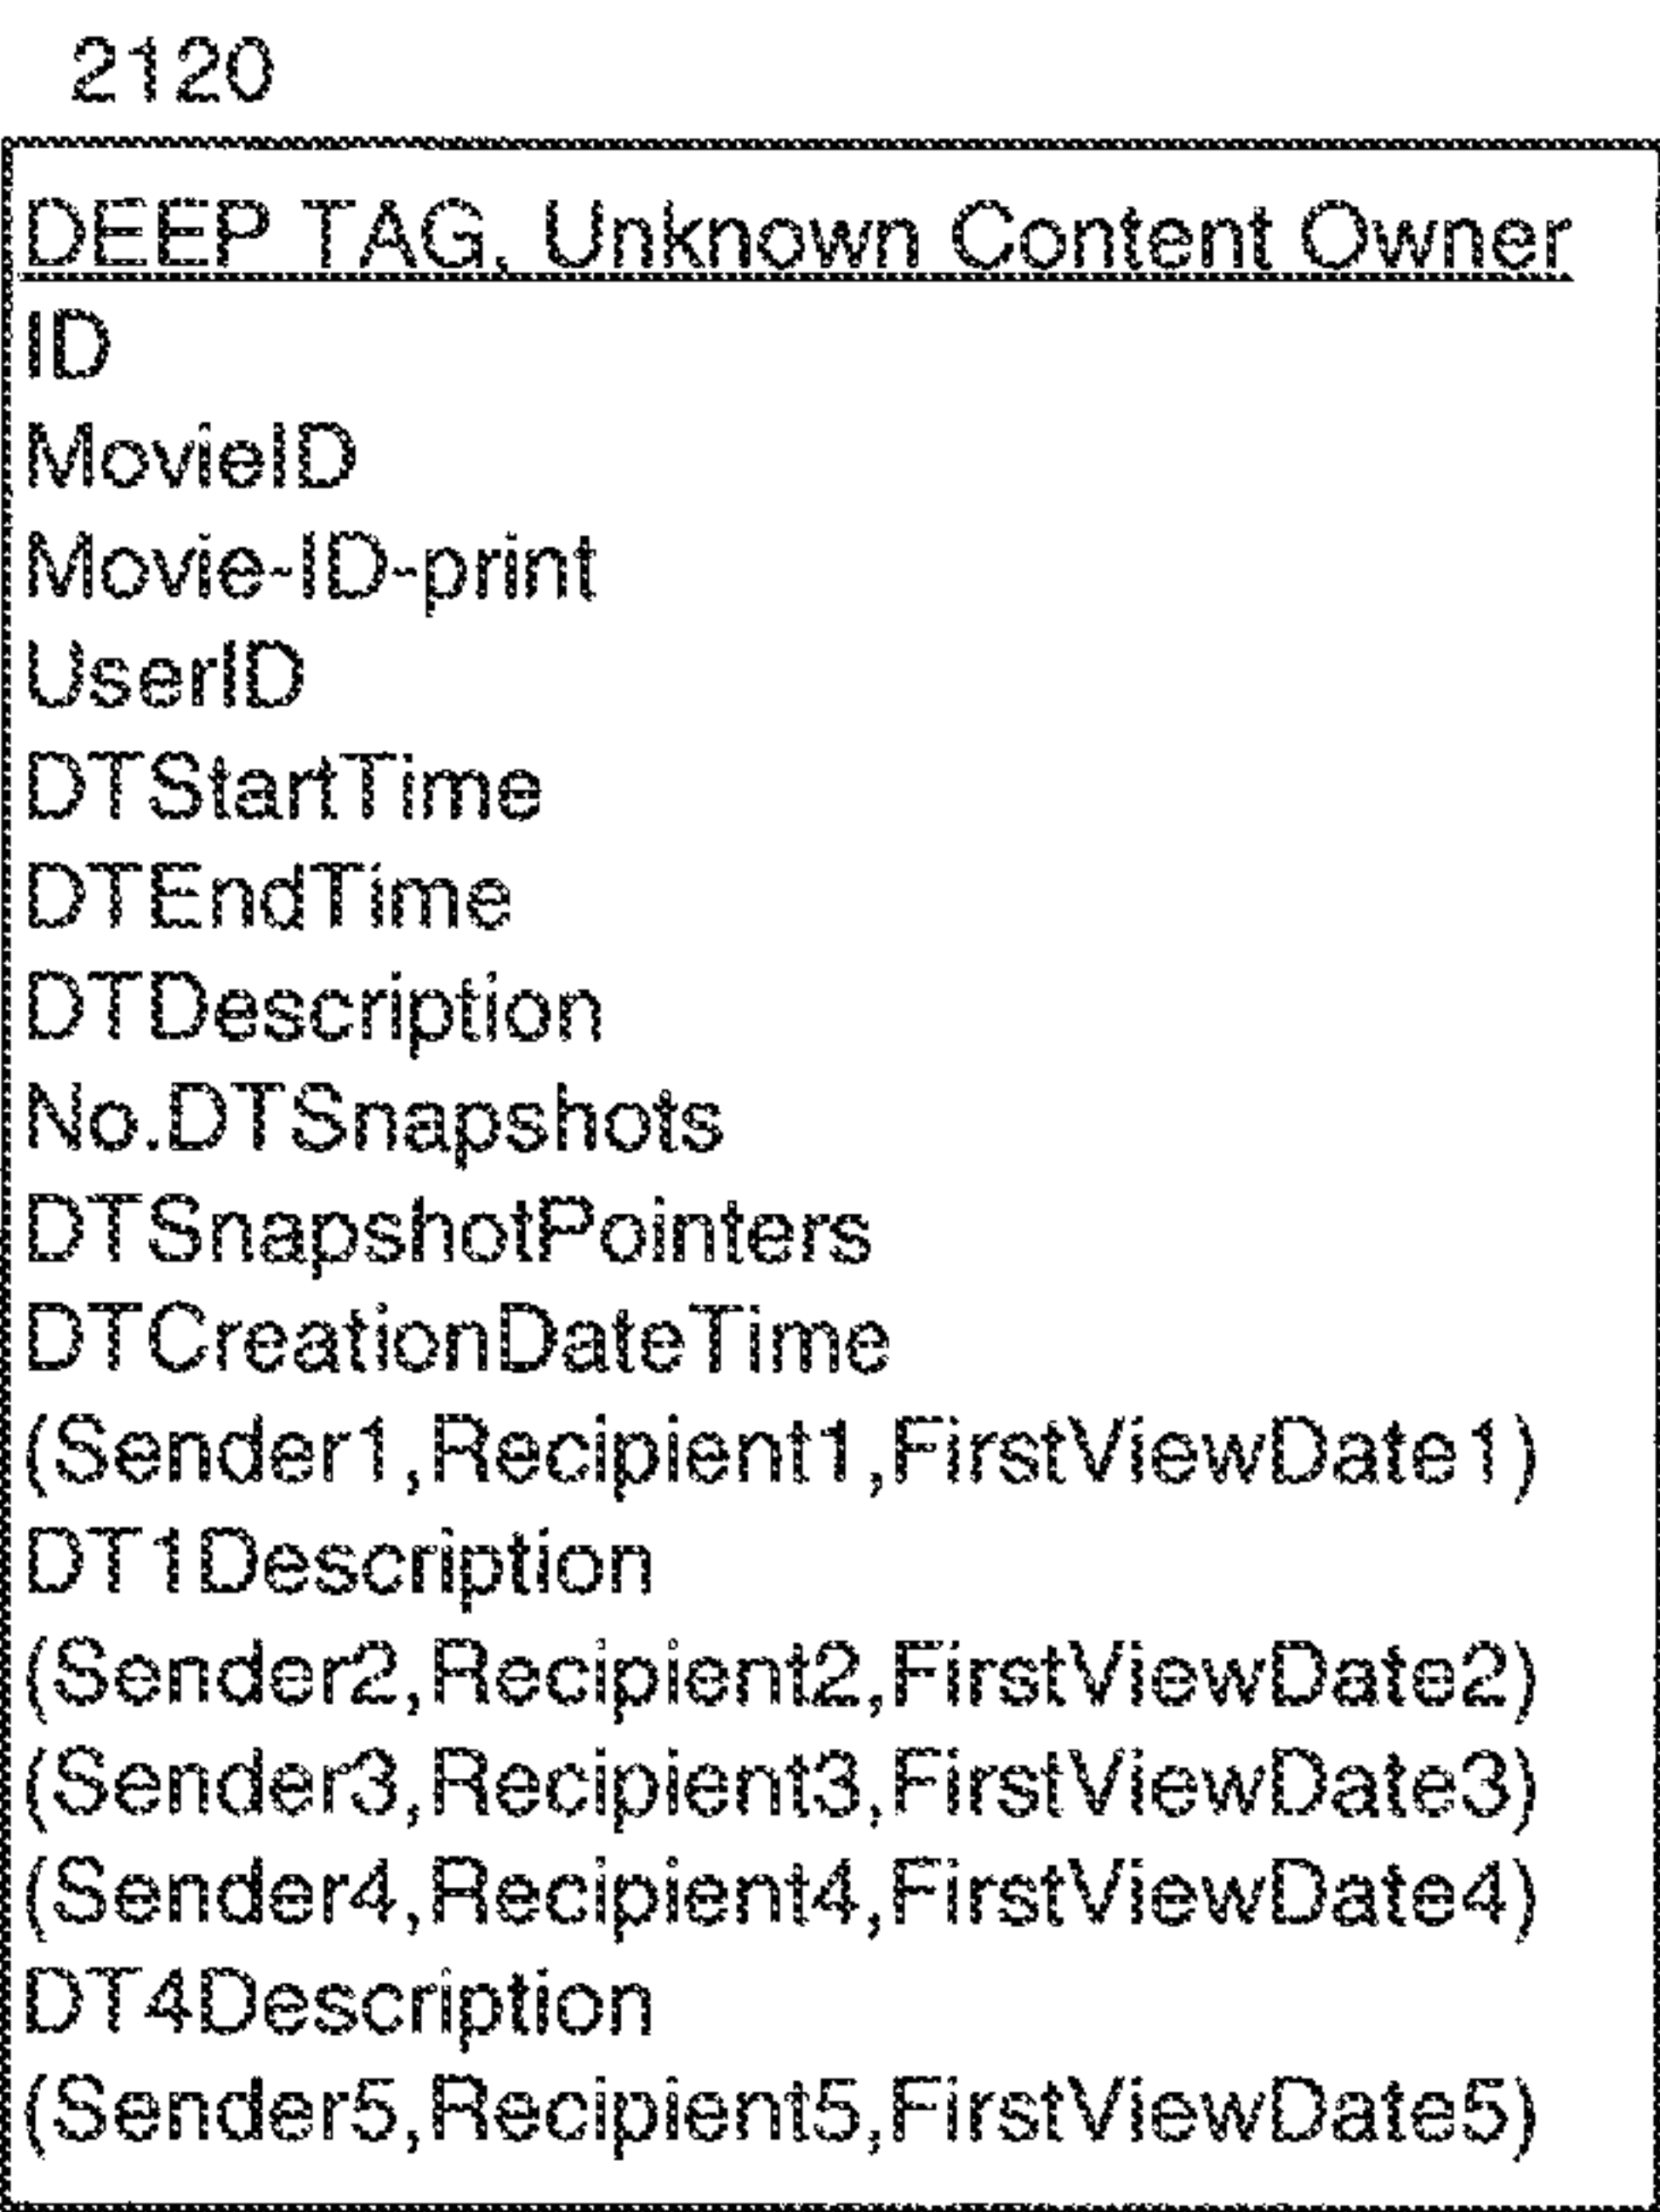 2120
DEEP TAG, Unknown Content Owner
ID
MovieID
Movie-ID-print
UserID
DTStartTime
DTEndTime
DTDescription
No.DTSnapshots
DTSnapshotPointers
DTCreationDateTime
(Sender1,Recipient1,FirstViewDate1)
DT1Description
(Sender2,Recipient2,FirstViewDate2)
(Sender3,Recipient3,FirstViewDate3)
(Sender4,Recipient4,FirstViewDate4)
DT4Description
(Sender5,Recipient5,FirstViewDate5)